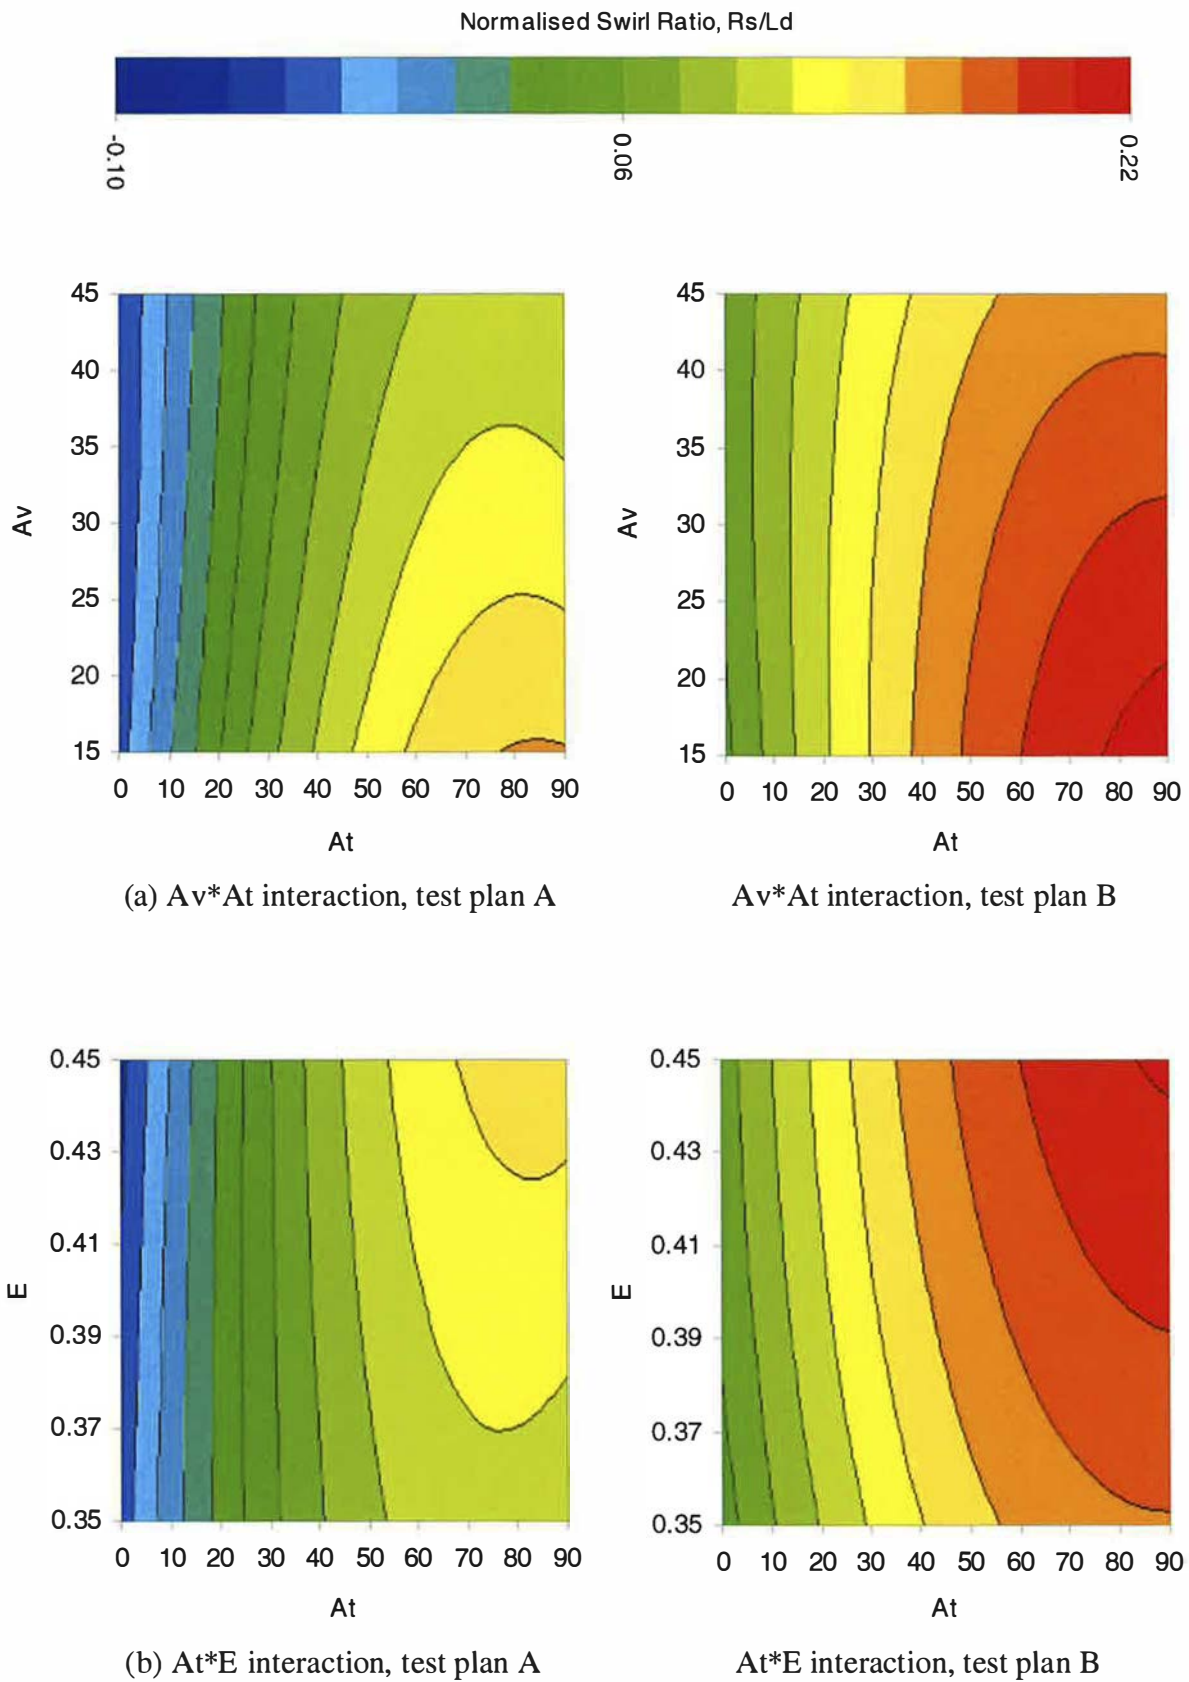 Normalised Swirl Ratio, Rs/Ld
-0.10 0.06 0.22
45
40
35
30
25
20
15
Av
0 10 20 30 40 50 60 70 80 90
At
(a) Av*At interaction, test plan A
45
40
35
30
25
20
15
Av
0 10 20 30 40 50 60 70 80 90
At
Av*At interaction, test plan B
0.45
0.43
0.41
0.39
0.37
0.35
E
0 10 20 30 40 50 60 70 80 90
At
(b) At*E interaction, test plan A
0.45
0.43
0.41
0.39
0.37
0.35
E
0 10 20 30 40 50 60 70 80 90
At
At*E interaction, test plan B